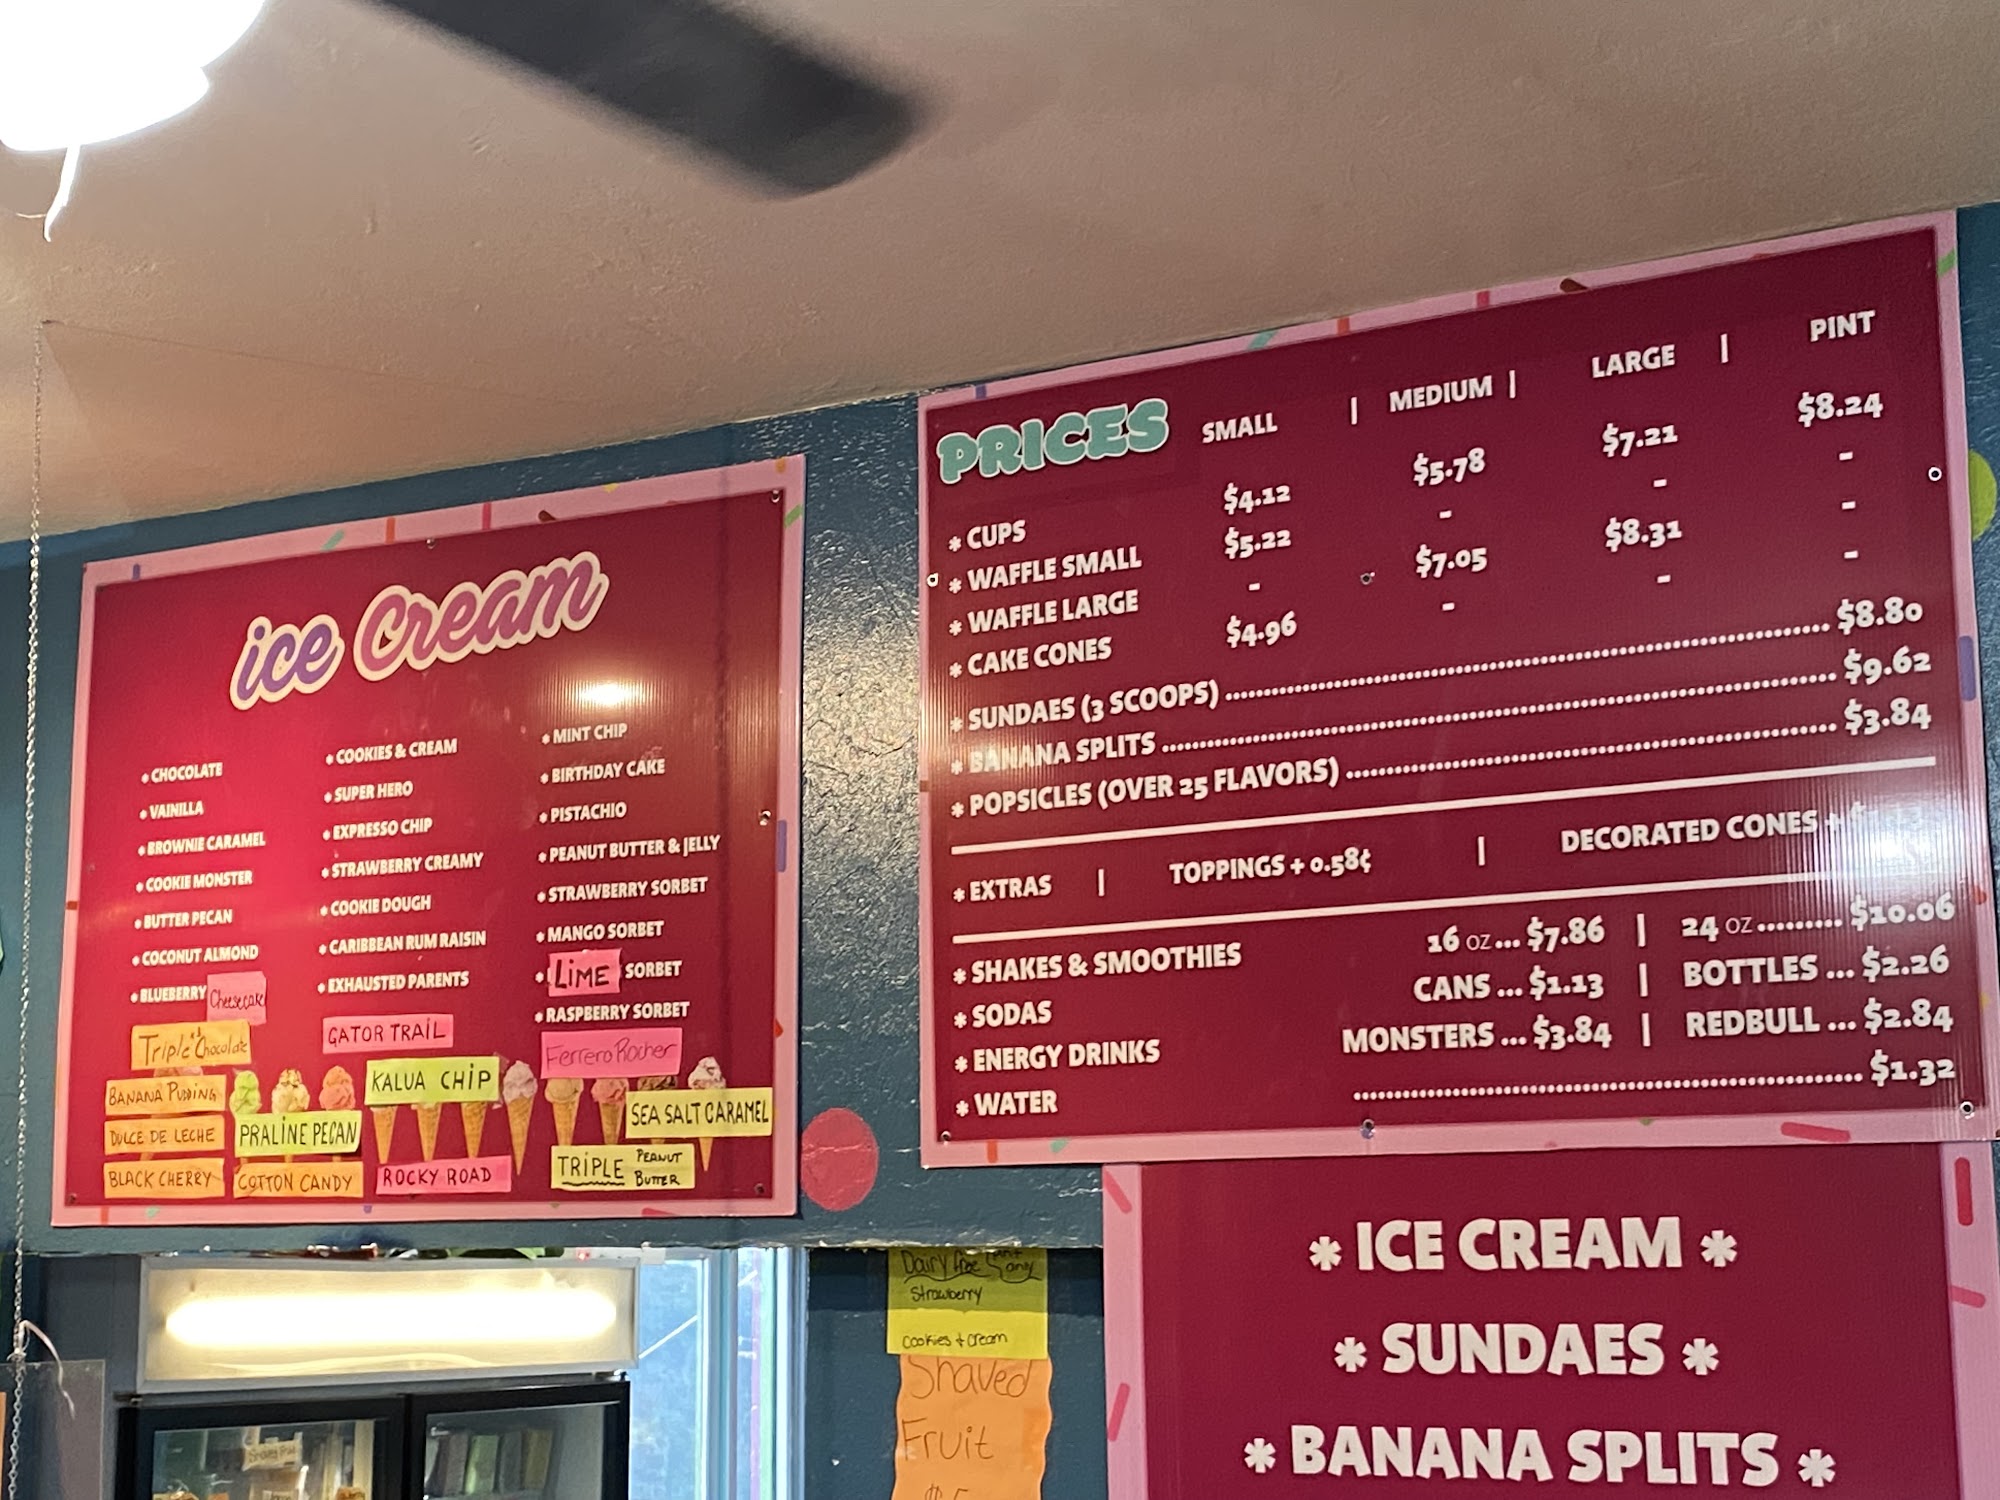 ice Cream
* CHOCOLATE
* VAINILLA
* BROWNIE CARAMEL
* COOKIE MONSTER
* BUTTER PECAN
* COCONUT ALMOND
* BLUEBERRY Cheesecake
* COOKIES & CREAM
* SUPER HERO
* EXPRESSO CHIP
* STRAWBERRY CREAMY
* COOKIE DOUGH
* CARIBBEAN RUM RAISIN
* EXHAUSTED PARENTS
* MINT CHIP
* BIRTHDAY CAKE
* PISTACHIO
* PEANUT BUTTER & JELLY
* STRAWBERRY SORBET
* MANGO SORBET
* LIME SORBET
* RASPBERRY SORBET
Triple Chocolate
GATOR TRAIL
Ferrero Rocher
BANANA PUDDING
KALUA CHIP
SEA SALT CARAMEL
DULCE DE LECHE
PRALINE PECAN
BLACK CHERRY
COTTON CANDY
ROCKY ROAD
TRIPLE PEANUT
BUTTER
PRICES SMALL | MEDIUM | LARGE | PINT
* CUPS $4.12 $5.78 $7.21 $8.24
* WAFFLE SMALL $5.22 - - -
* WAFFLE LARGE - $7.05 $8.31 -
* CAKE CONES $4.96 - - -
* SUNDAES (3 SCOOPS) ........ $8.80
* BANANA SPLITS ........ $9.62
* POPSICLES (OVER 25 FLAVORS) ........ $3.84
* EXTRAS | TOPPINGS + 0.58¢ | DECORATED CONES +
* SHAKES & SMOOTHIES 16 OZ... $7.86 | 24 OZ......... $10.06
* SODAS CANS ... $1.13 | BOTTLES ... $2.26
* ENERGY DRINKS MONSTERS ... $3.84 | REDBULL ... $2.84
* WATER ........ $1.32
* ICE CREAM *
* SUNDAES *
* BANANA SPLITS *
Dairy free
Strawberry
cookies + cream
Shaved
Fruit